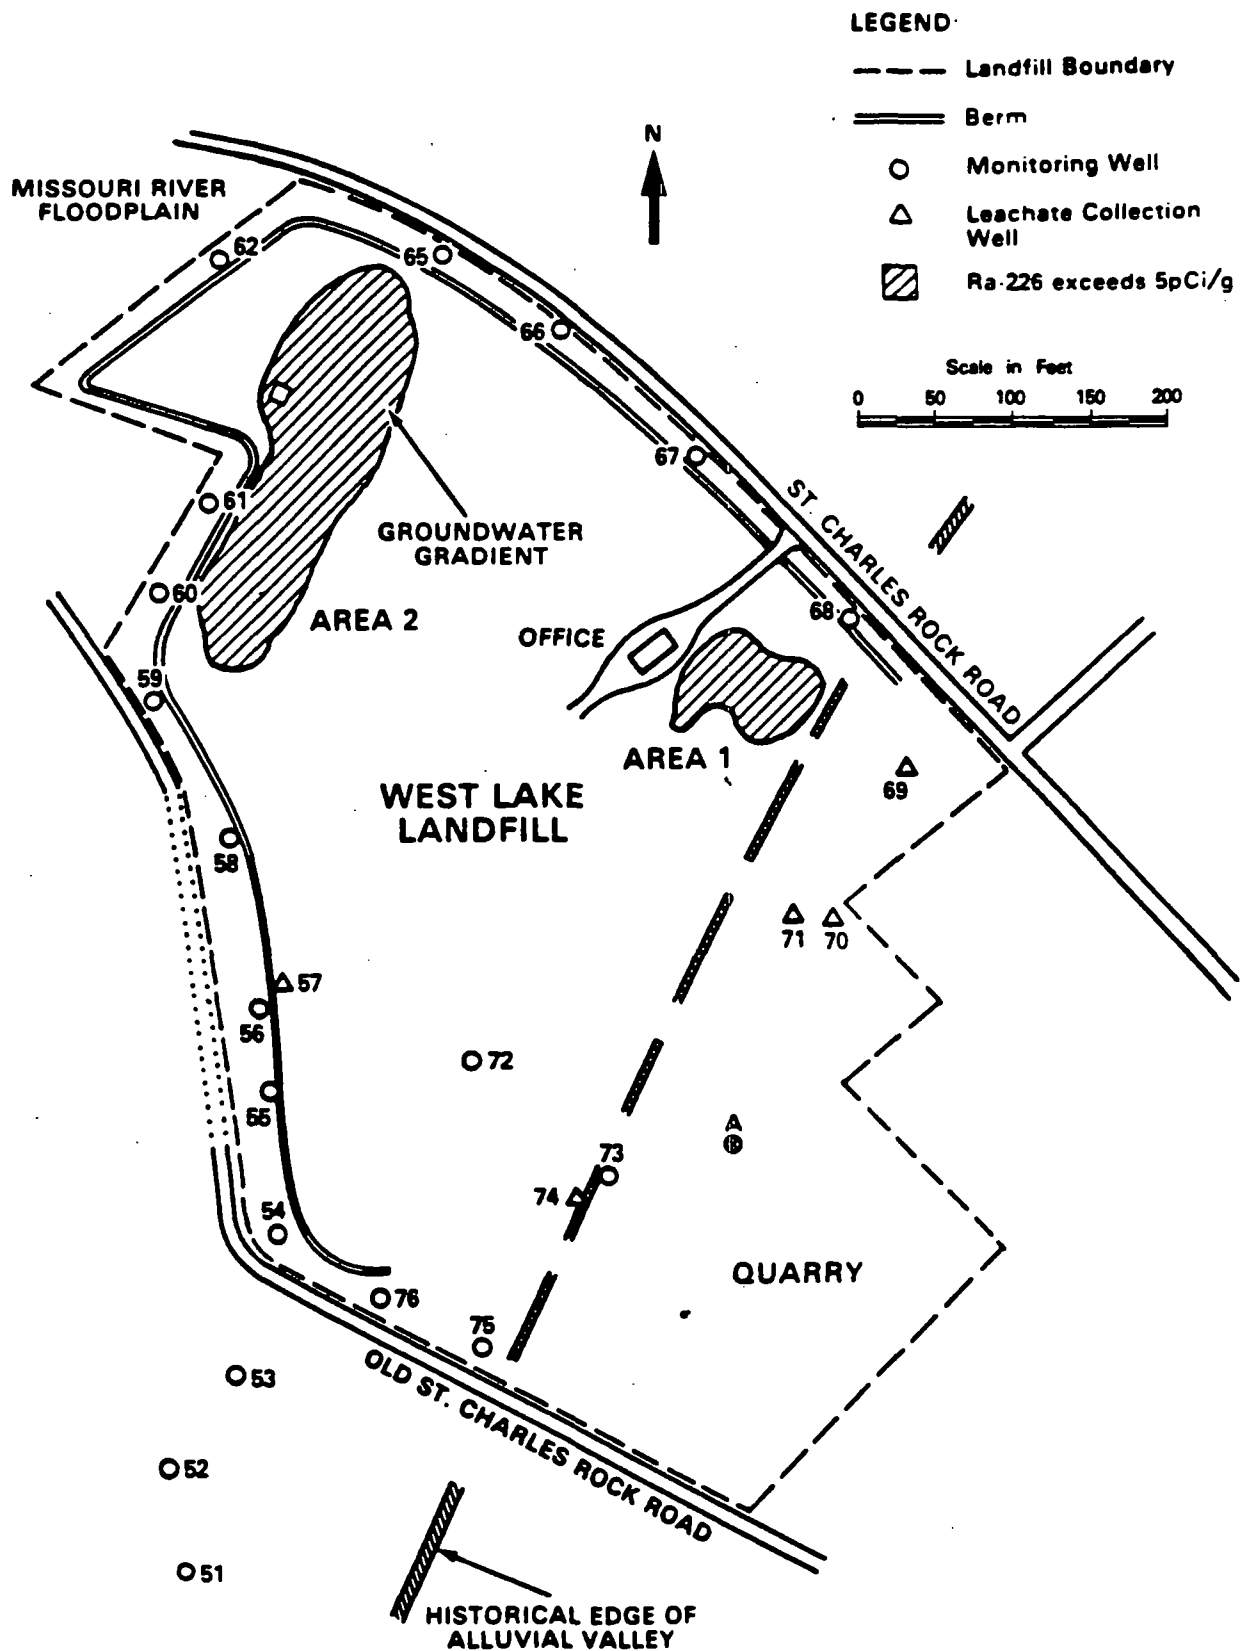 LEGEND
Landfill Boundary
Berm
Monitoring Well
Leachate Collection
Well
Ra-226 exceeds 5pCi/g
N
MISSOURI RIVER
FLOODPLAIN
62
65
66
Scale in Feet
0 50 100 150 200
67
61
ST. CHARLES ROCK ROAD
GROUNDWATER
GRADIENT
60
AREA 2
68
OFFICE
59
AREA 1
69
WEST LAKE
LANDFILL
58
71
70
57
56
72
55
A
73
74
54
QUARRY
76
75
53
OLD ST. CHARLES ROCK ROAD
52
51
HISTORICAL EDGE OF
ALLUVIAL VALLEY